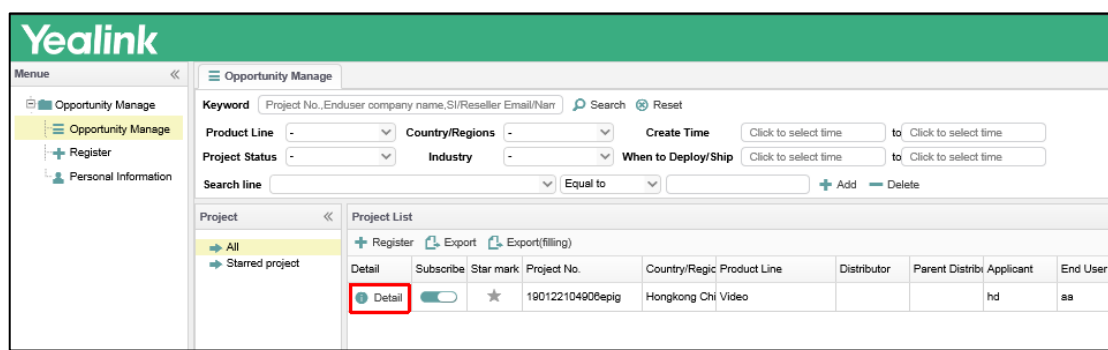 Yealink
Menue
Opportunity Manage
Opportunity Manage
Register
Personal Information
Opportunity Manage
Keyword Project No.,Enduser company name,SI/Reseller Email/Nam Search Reset
Product Line - Country/Regions - Create Time Click to select time to Click to select time
Project Status - Industry - When to Deploy/Ship Click to select time to Click to select time
Search line Equal to Add Delete
Project
All
Starred project
Project List
Register Export Export(filling)
Detail Subscribe Star mark Project No. Country/Regic Product Line Distributor Parent Distribu Applicant End User
Detail 190122104906epig Hongkong Chi Video hd aa